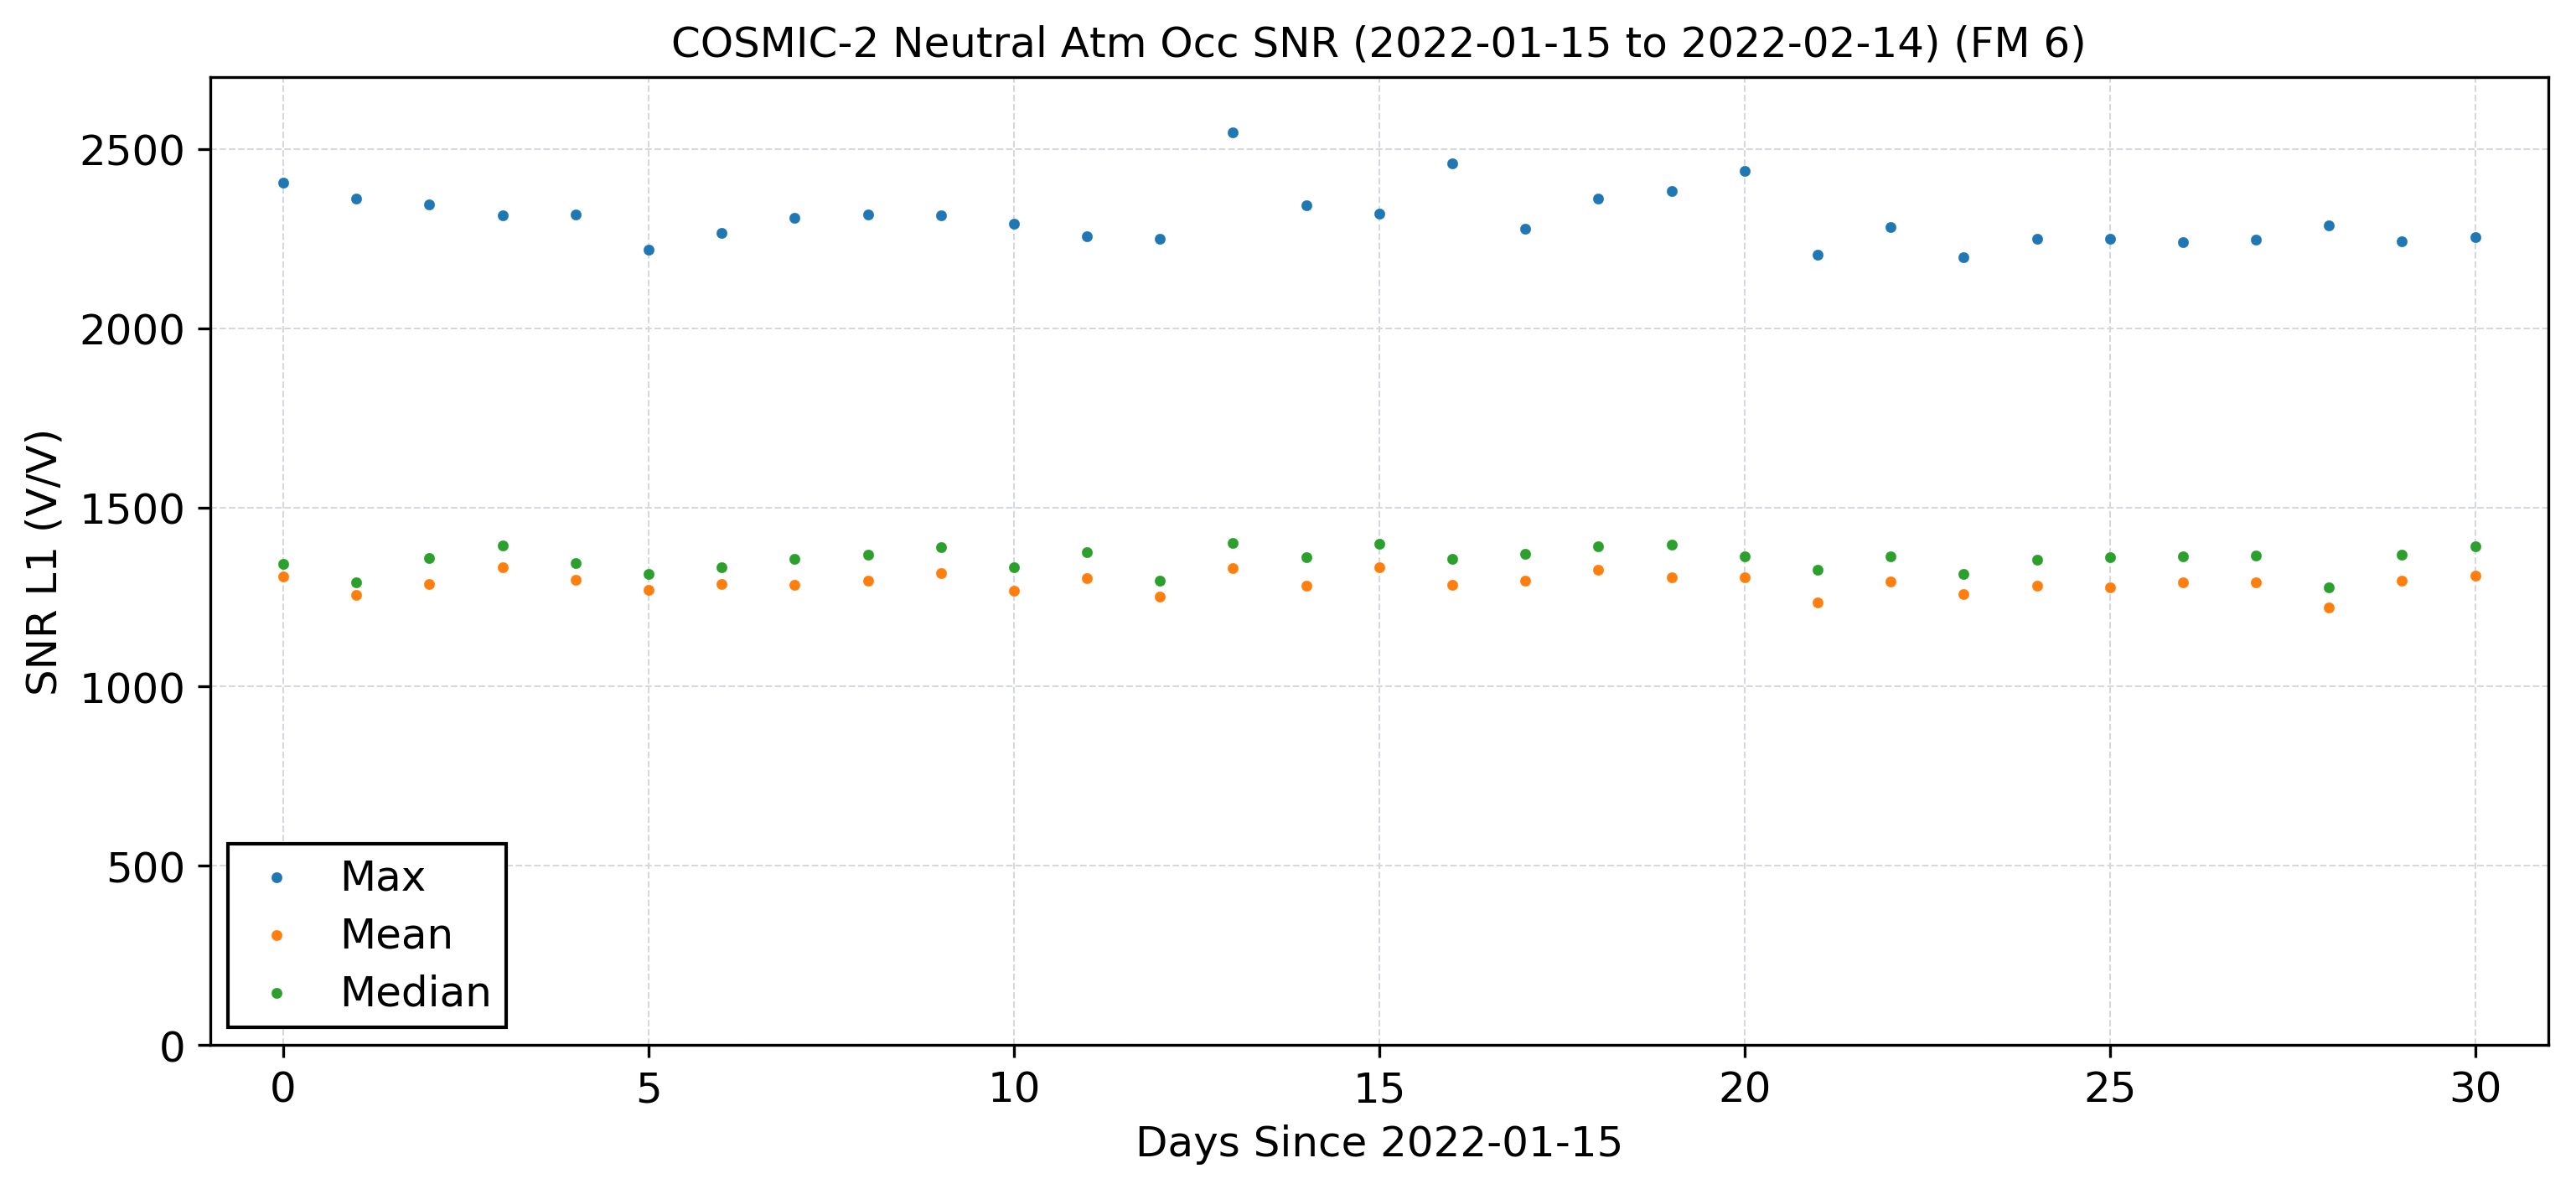 COSMIC-2 Neutral Atm Occ SNR (2022-01-15 to 2022-02-14) (FM 6)
SNR L1 (V/V)
2500
2000
1500
1000
500
0
Max
Mean
Median
0 5 10 15 20 25 30
Days Since 2022-01-15